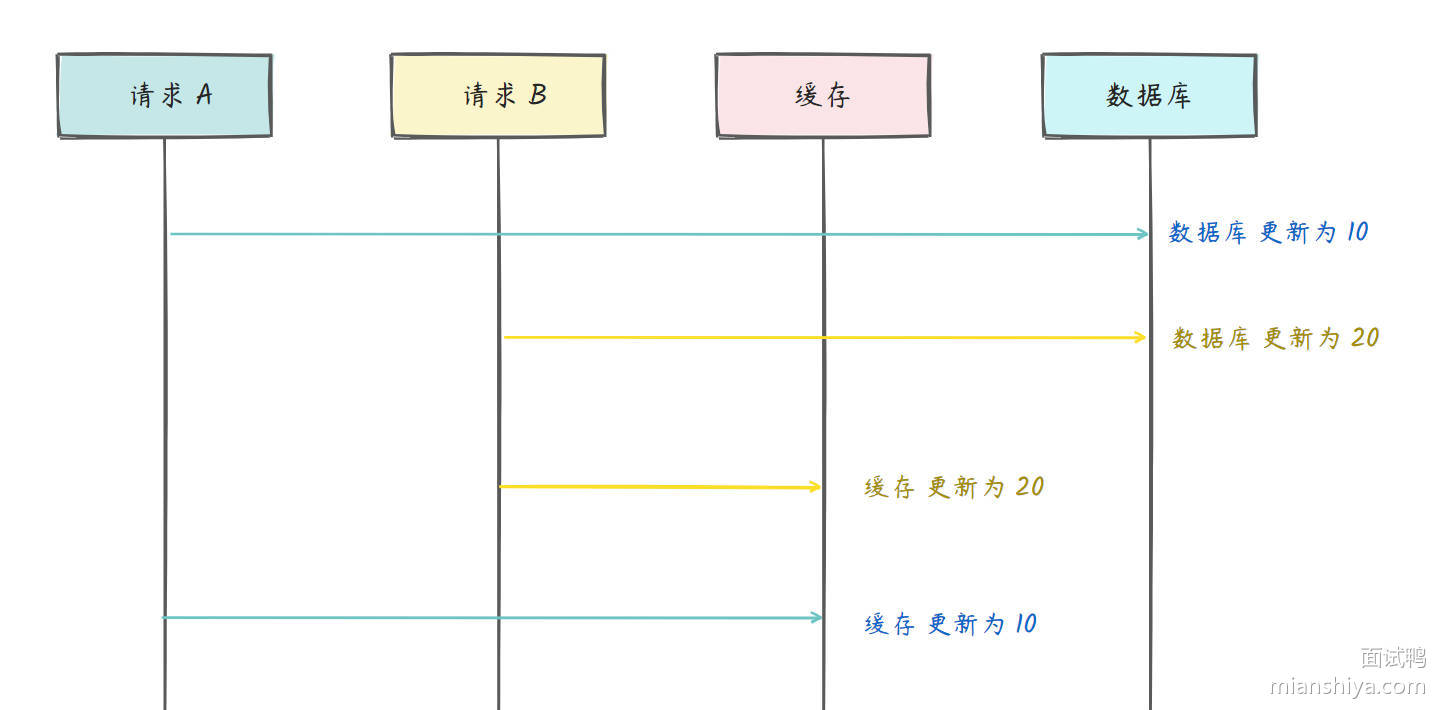 请求 A
请求 B
缓存
数据库
数据库 更新为 10
数据库 更新为 20
缓存 更新为 20
缓存 更新为 10
面试鸭
mianshiya.com